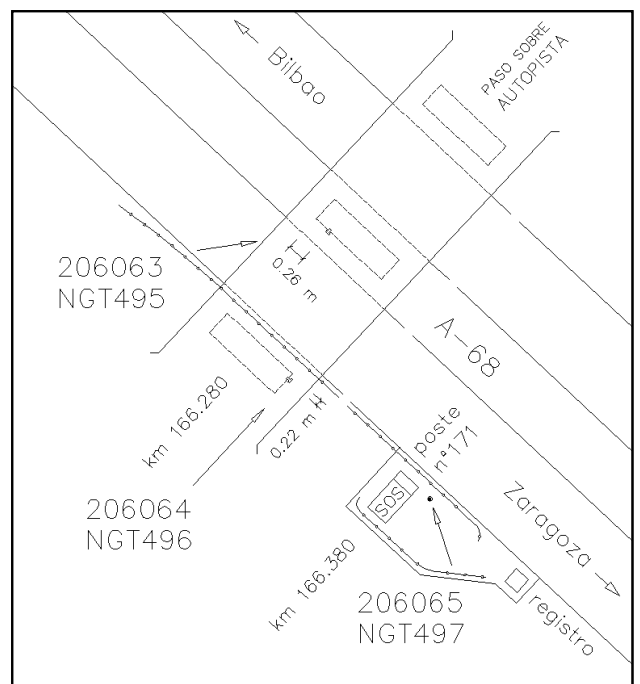 Bilbao
PASO SOBRE
AUTOPISTA
206063
NGT495
0.26 m
A-68
km 166.280
0.22 m
poste
n°171
SOS
206064
NGT496
Zaragoza
km 166.380
206065
NGT497
registro